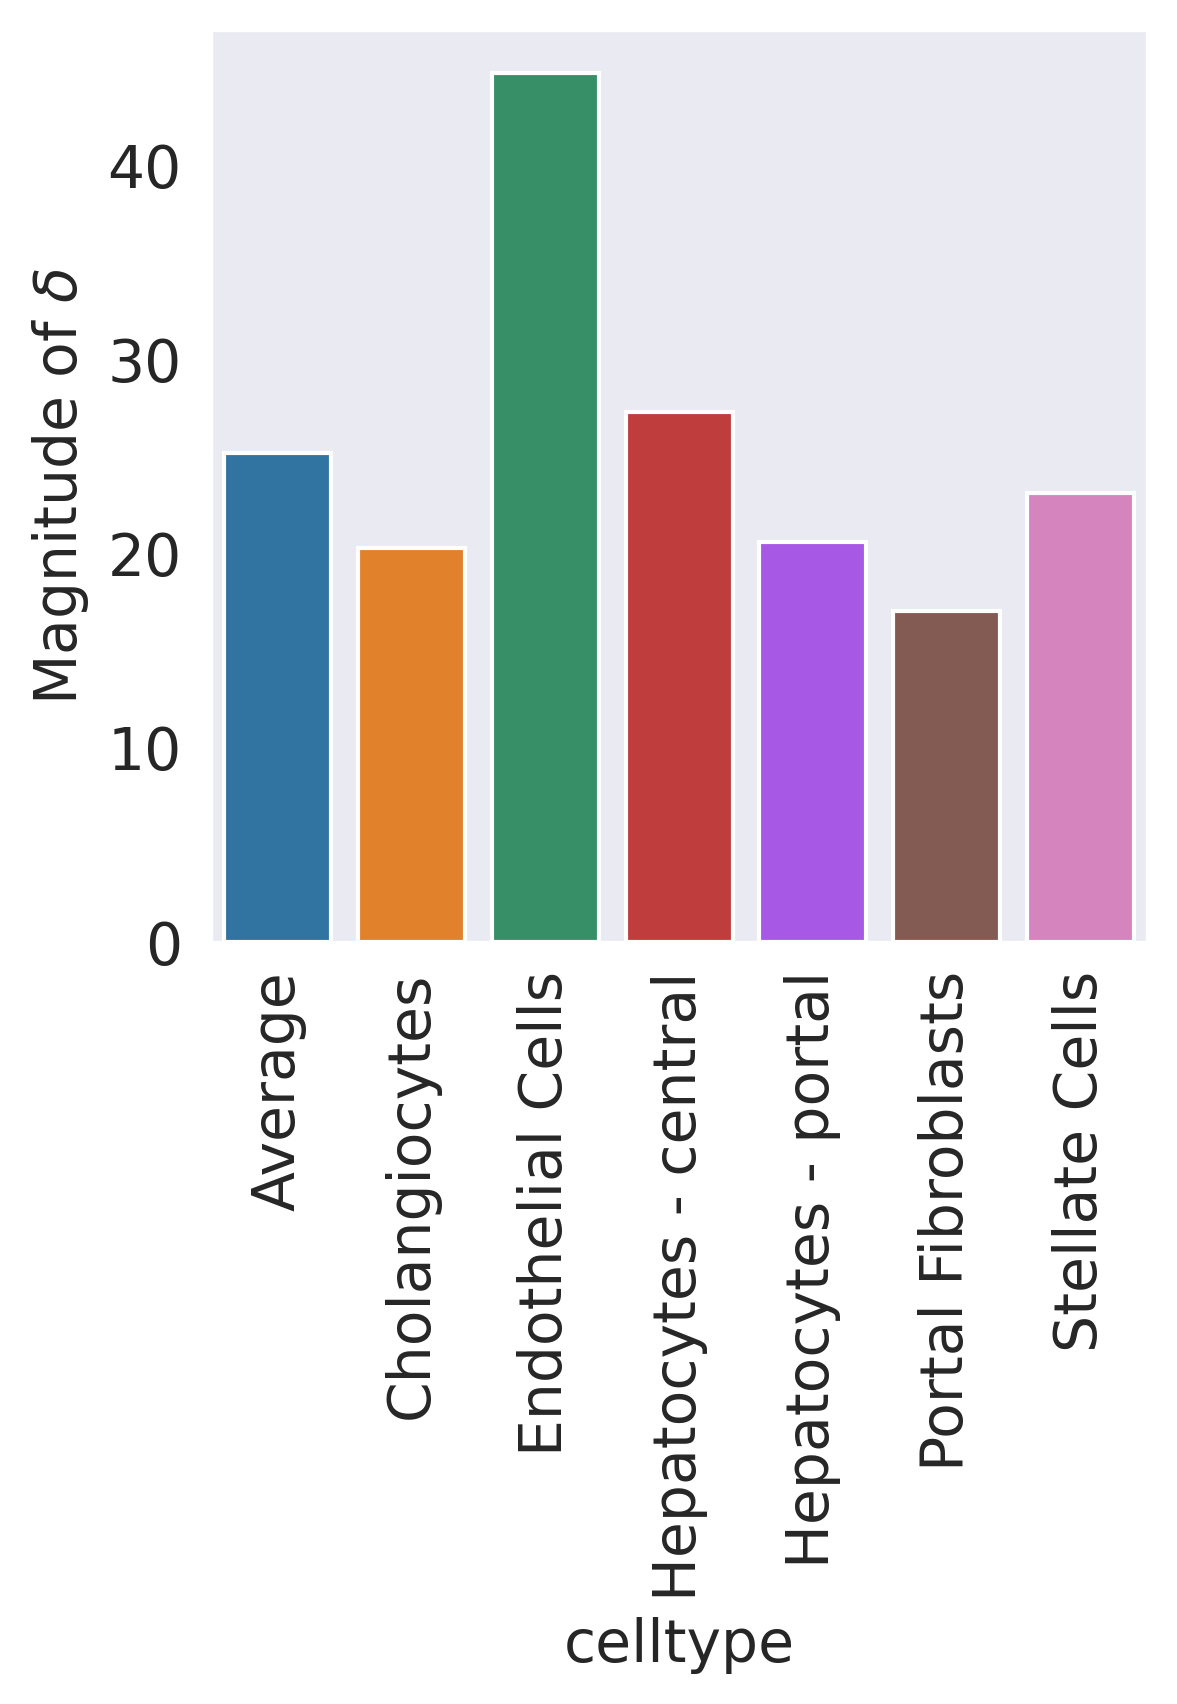 Magnitude of δ
40
30
20
10
0
Average
Cholangiocytes
Endothelial Cells
Hepatocytes - central
Hepatocytes - portal
Portal Fibroblasts
Stellate Cells
celltype